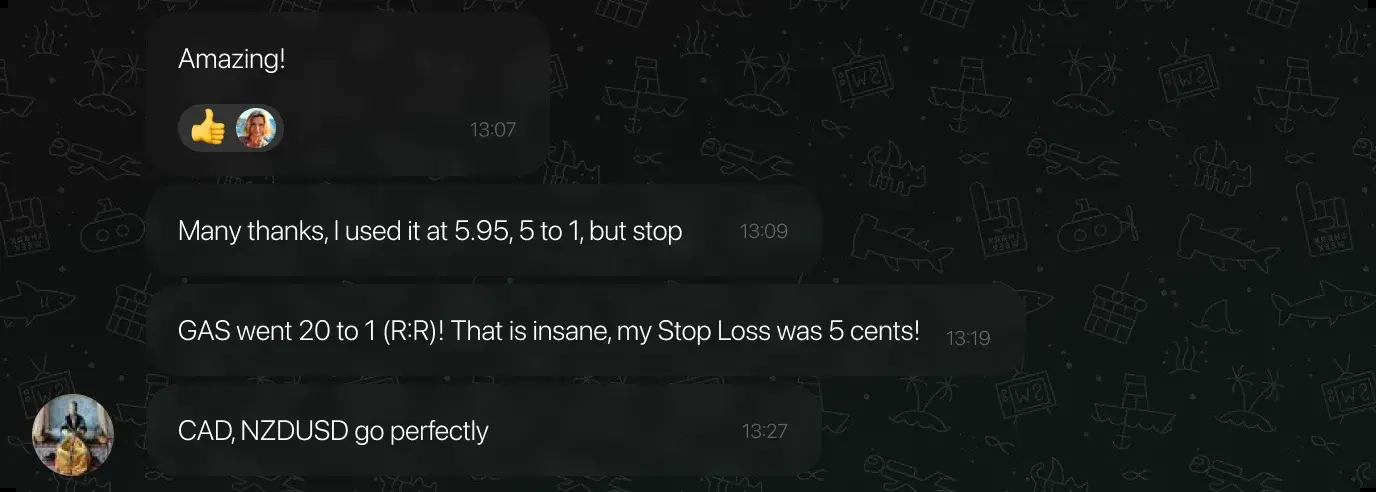 Amazing!
13:07
Many thanks, I used it at 5.95, 5 to 1, but stop
13:09
GAS went 20 to 1 (R:R)! That is insane, my Stop Loss was 5 cents!
13:19
CAD, NZDUSD go perfectly
13:27